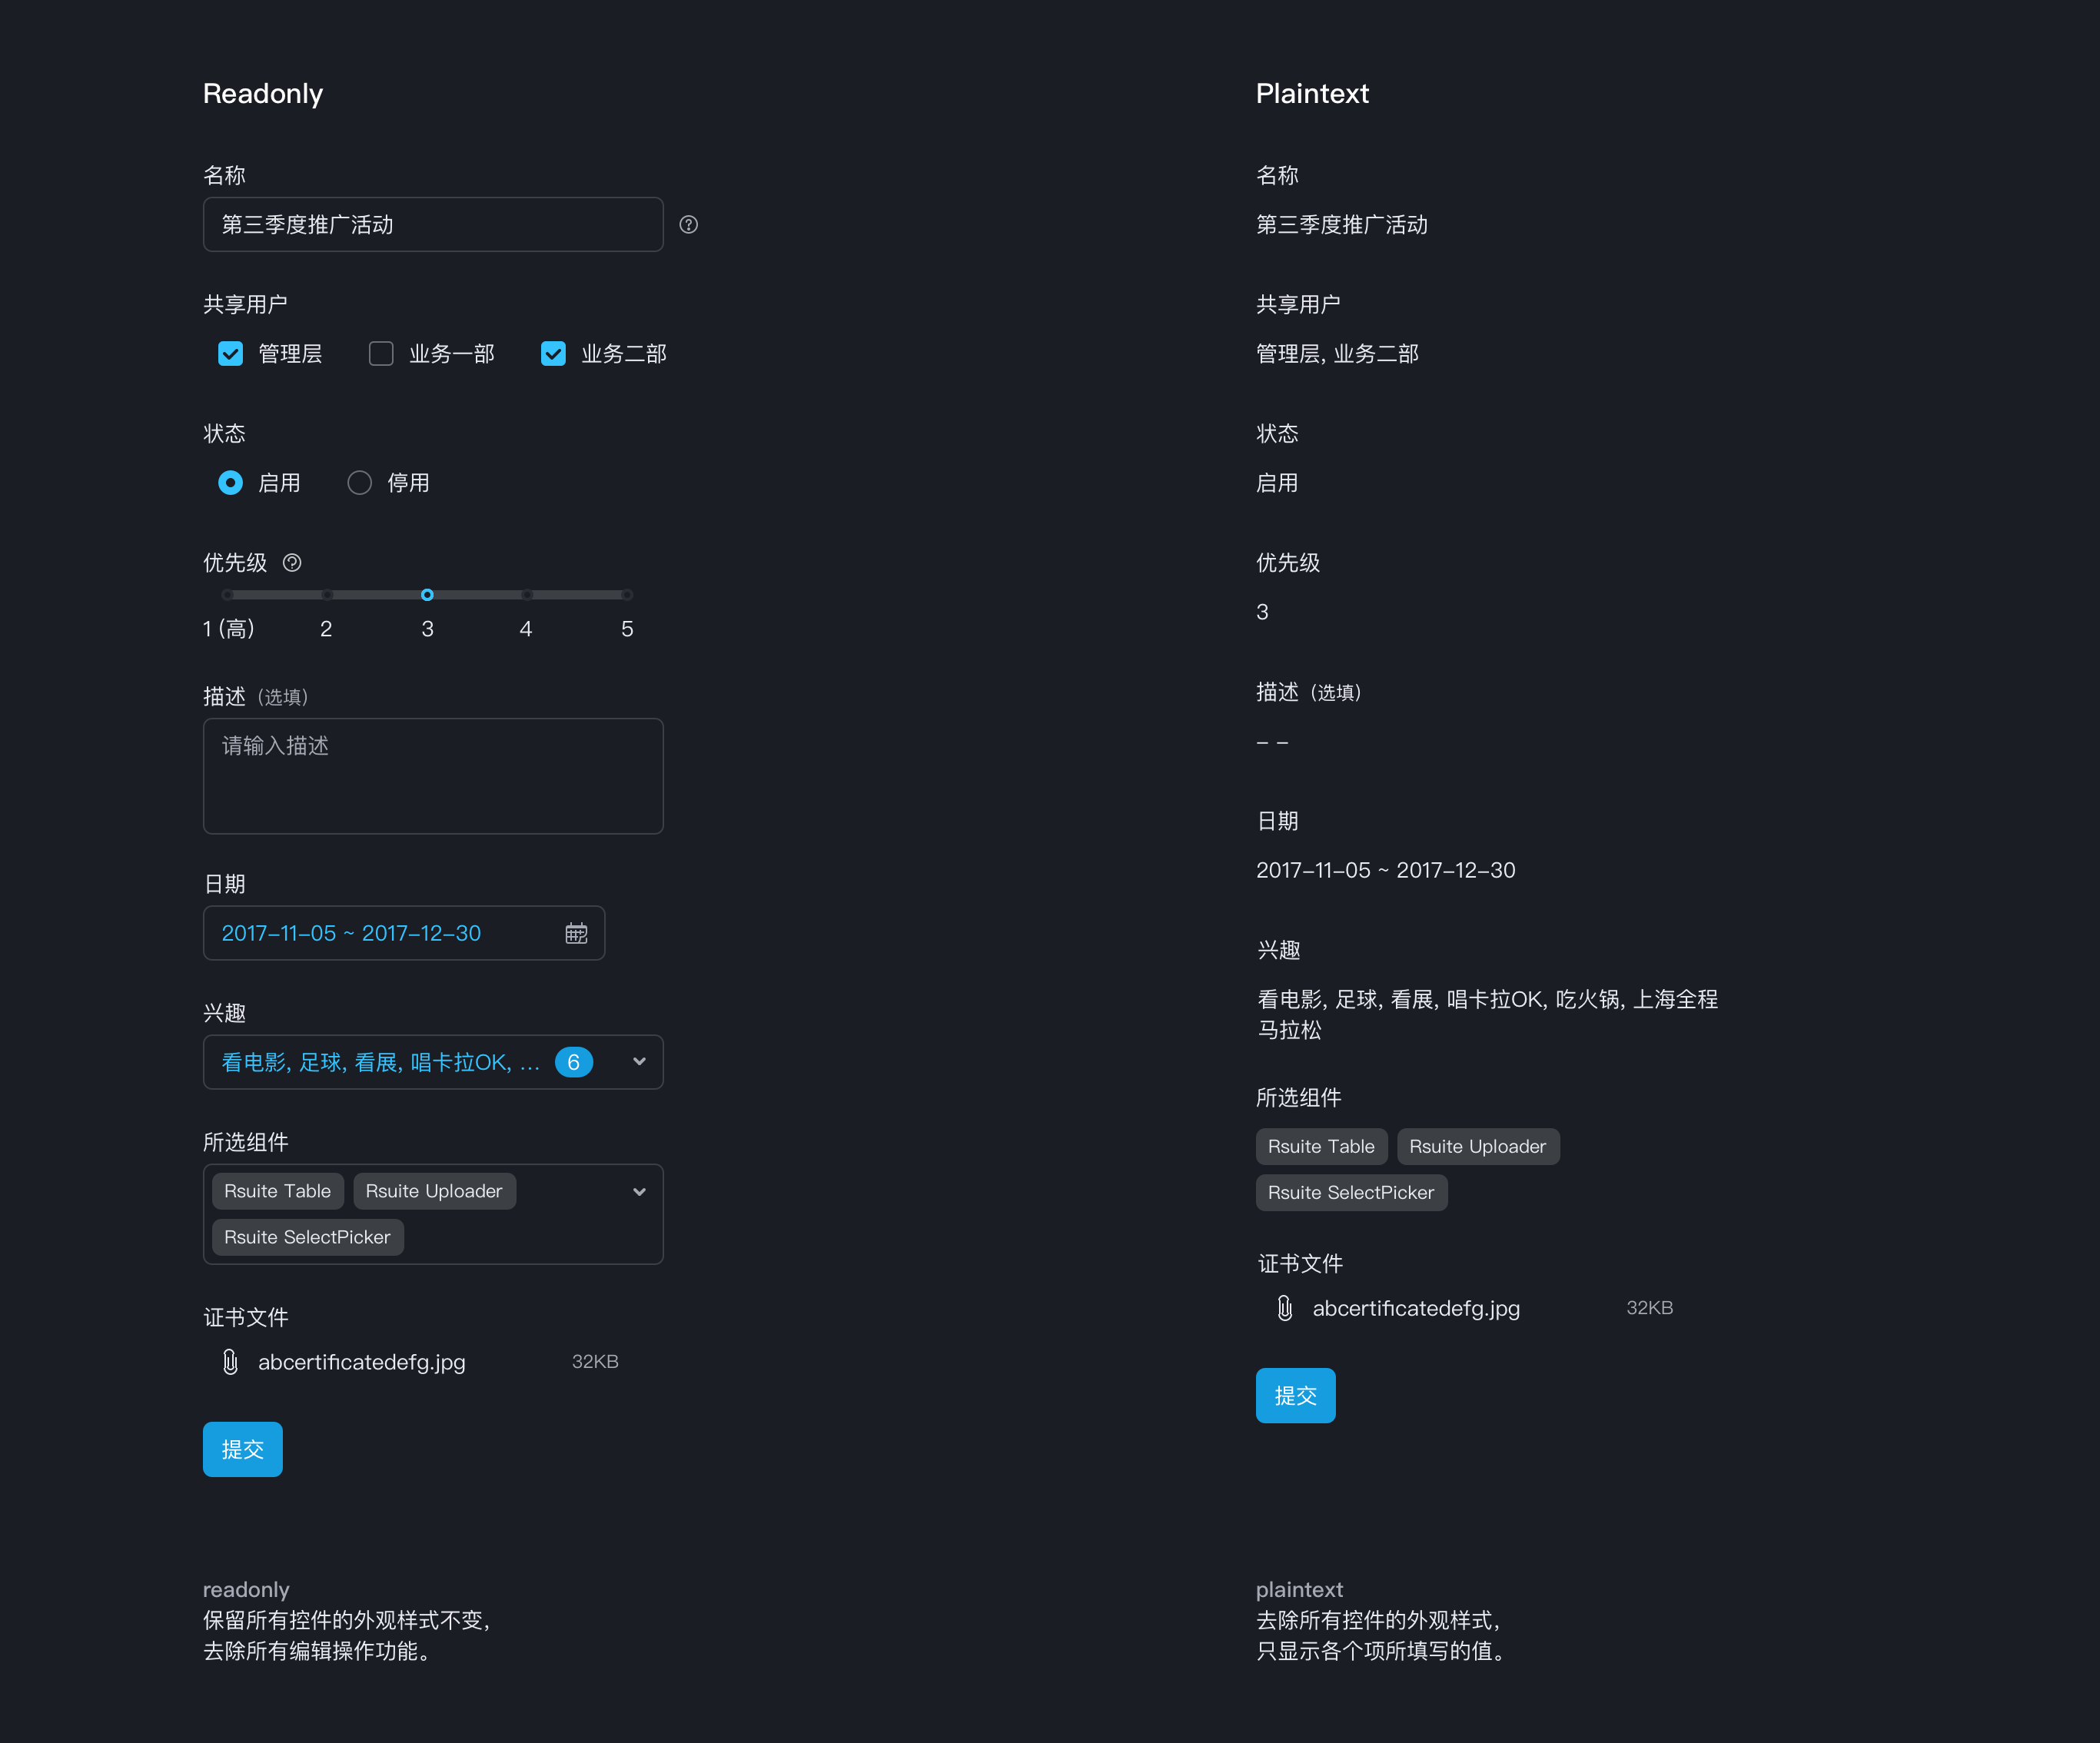 Readonly
名称
第三季度推广活动
共享用户
管理层 业务一部 业务二部
状态
启用 停用
优先级
1 (高) 2 3 4 5
描述 (选填)
请输入描述
日期
2017-11-05 ~ 2017-12-30
兴趣
看电影, 足球, 看展, 唱卡拉OK, ... 6
所选组件
Rsuite Table Rsuite Uploader
Rsuite SelectPicker
证书文件
abcertificatedefg.jpg 32KB
提交
readonly
保留所有控件的外观样式不变,
去除所有编辑操作功能。
Plaintext
名称
第三季度推广活动
共享用户
管理层, 业务二部
状态
启用
优先级
3
描述 (选填)
- -
日期
2017-11-05 ~ 2017-12-30
兴趣
看电影, 足球, 看展, 唱卡拉OK, 吃火锅, 上海全程
马拉松
所选组件
Rsuite Table Rsuite Uploader
Rsuite SelectPicker
证书文件
abcertificatedefg.jpg 32KB
提交
plaintext
去除所有控件的外观样式,
只显示各个项所填写的值。